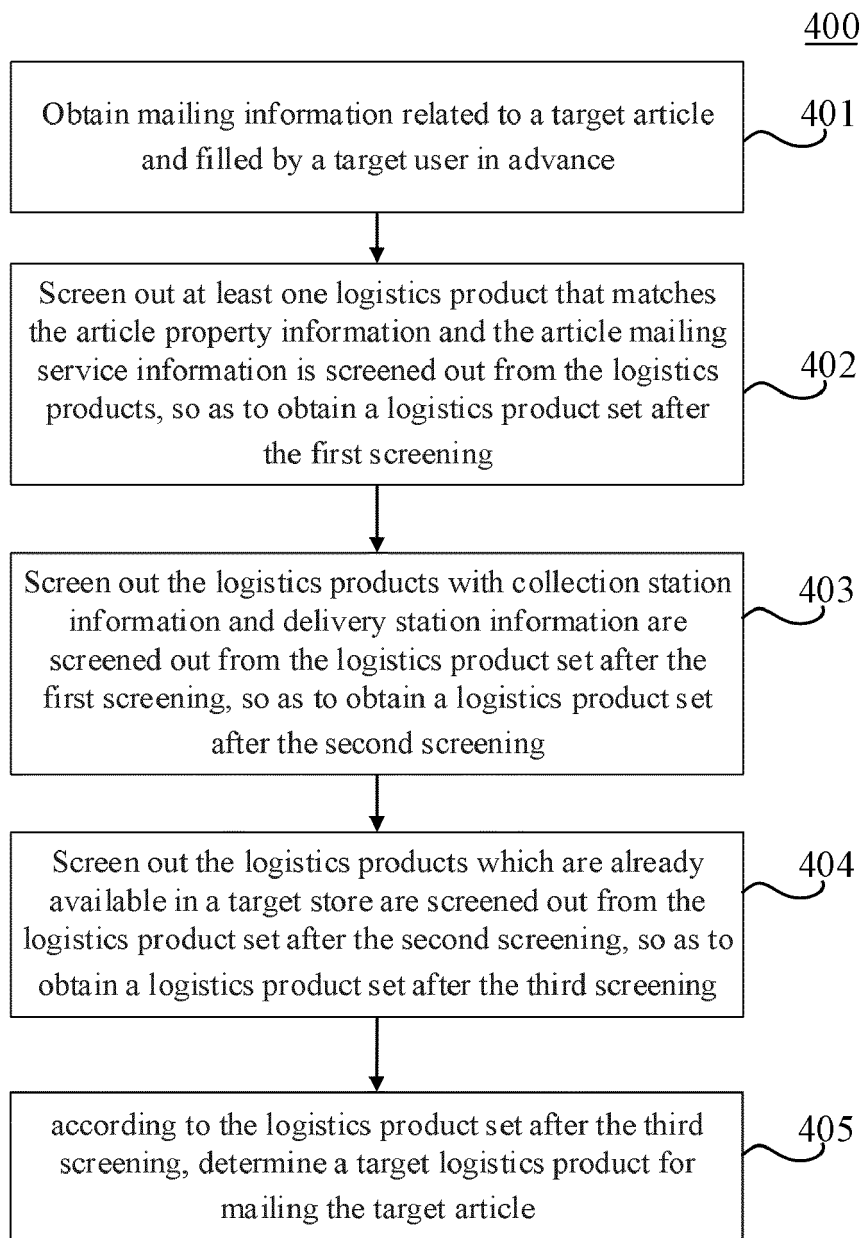 400
Obtain mailing information related to a target article
and filled by a target user in advance
401
Screen out at least one logistics product that matches
the article property information and the article mailing
service information is screened out from the logistics
products, so as to obtain a logistics product set after
the first screening
402
Screen out the logistics products with collection station
information and delivery station information are
screened out from the logistics product set after the
first screening, so as to obtain a logistics product set
after the second screening
403
Screen out the logistics products which are already
available in a target store are screened out from the
logistics product set after the second screening, so as to
obtain a logistics product set after the third screening
404
according to the logistics product set after the third
screening, determine a target logistics product for
mailing the target article
405